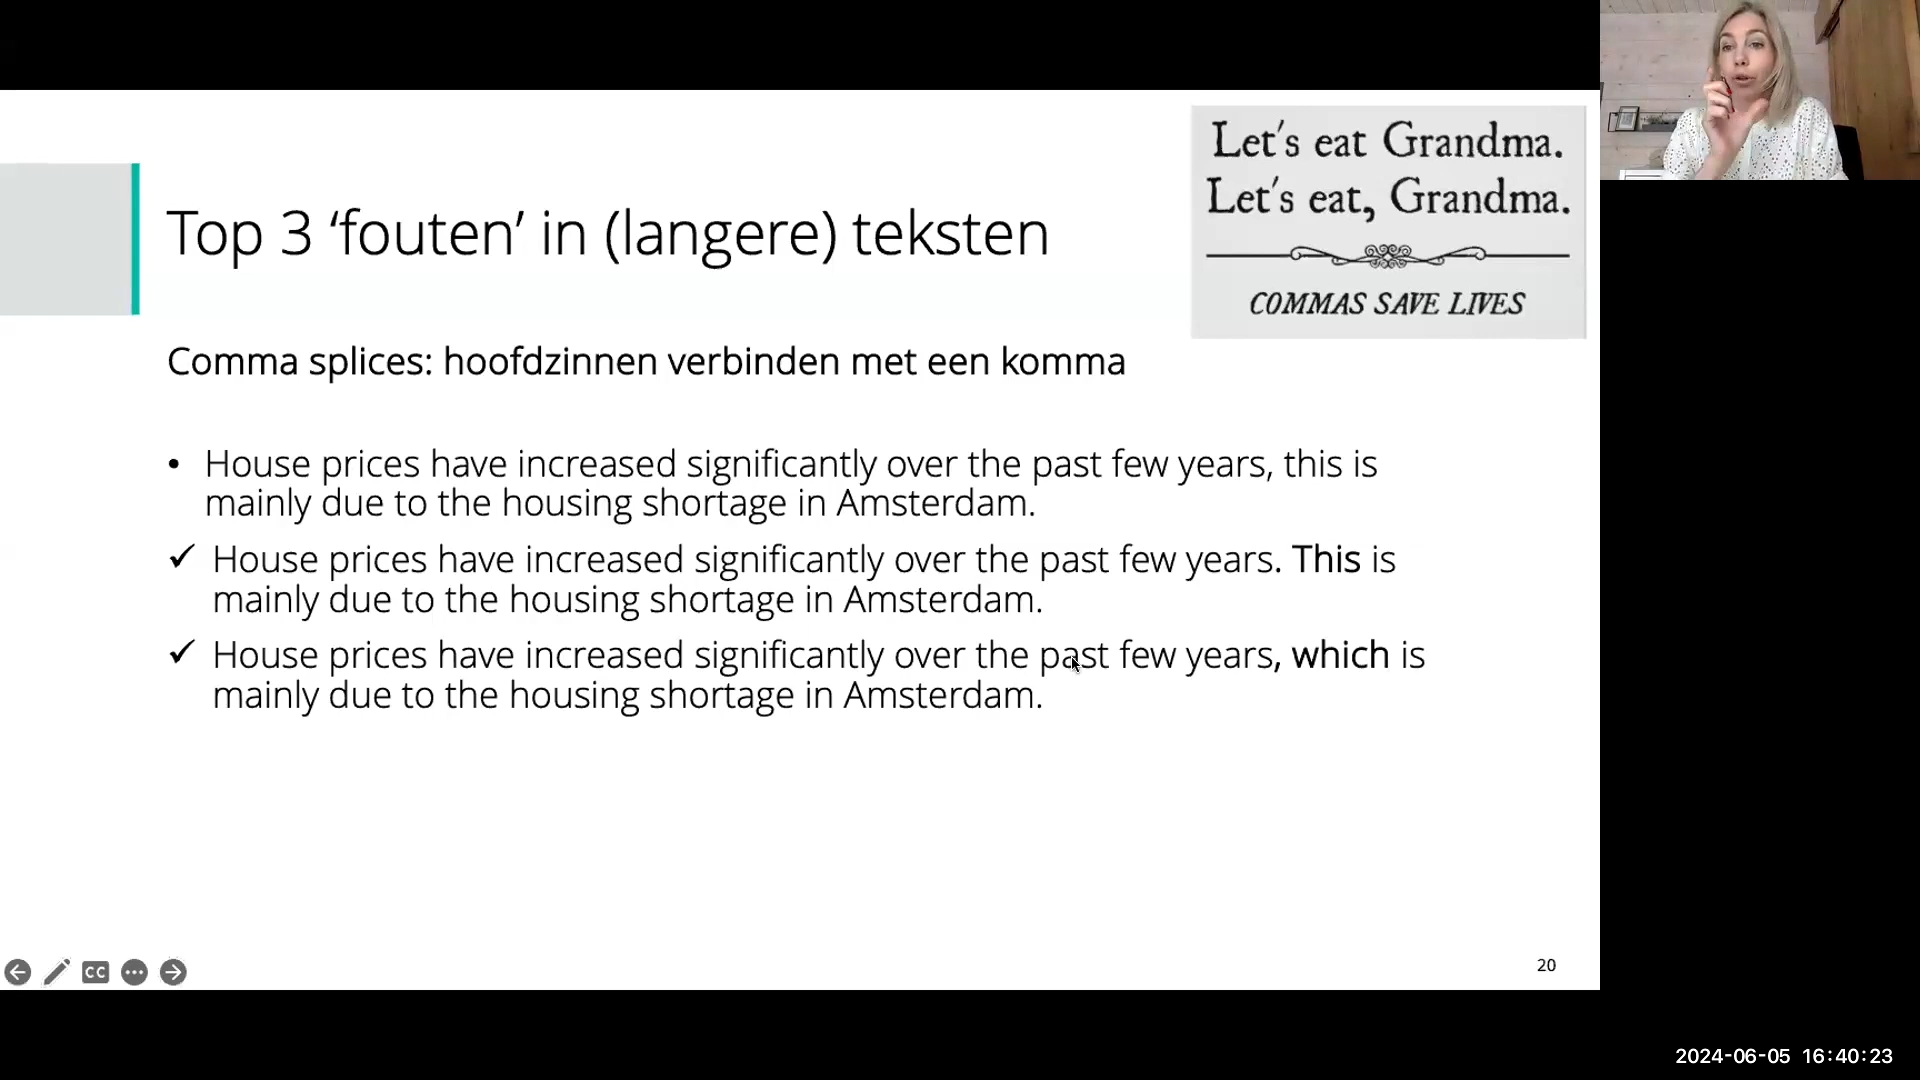 Let's eat Grandma.
Let's eat, Grandma.
COMMAS SAVE LIVES
Top 3 ‘fouten’ in (langere) teksten
Comma splices: hoofdzinnen verbinden met een komma
• House prices have increased significantly over the past few years, this is
mainly due to the housing shortage in Amsterdam.
✓ House prices have increased significantly over the past few years. This is
mainly due to the housing shortage in Amsterdam.
✓ House prices have increased significantly over the past few years, which is
mainly due to the housing shortage in Amsterdam.
CC
20
2024-06-05 16:40:23